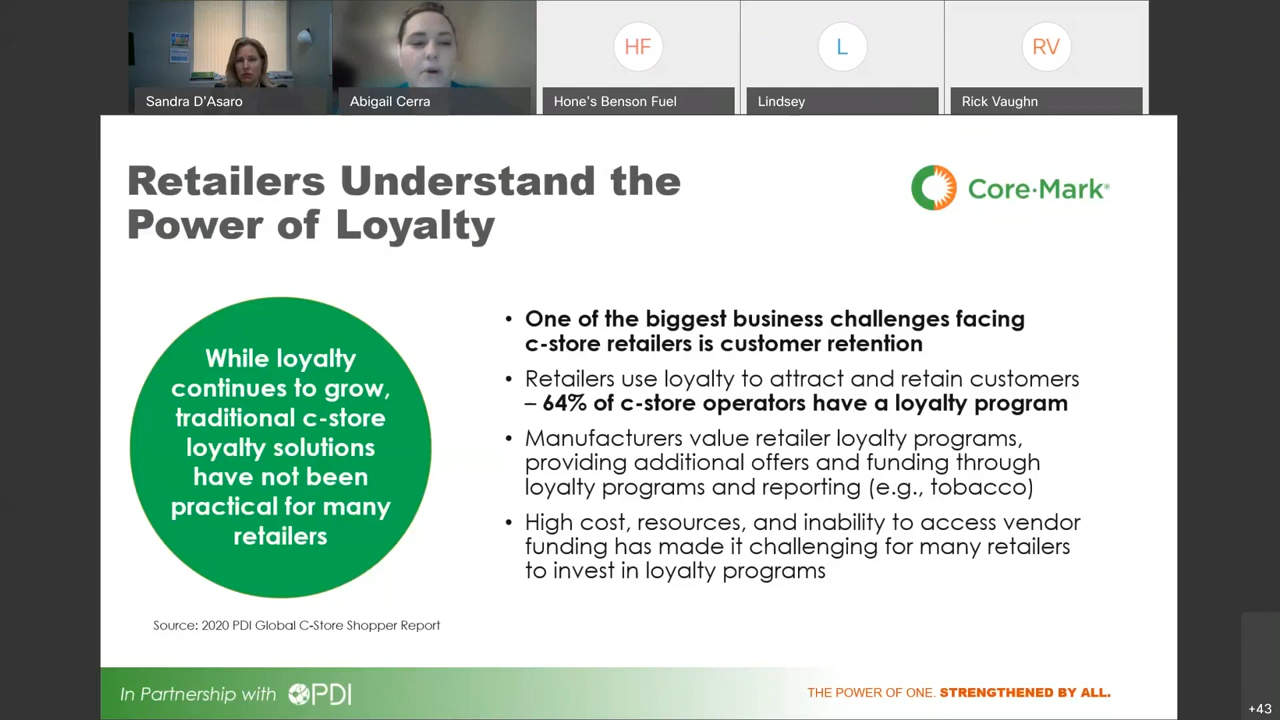 HF
L
RV
Sandra D'Asaro
Abigail Cerra
Hone's Benson Fuel
Lindsey
Rick Vaughn
Retailers Understand the
Power of Loyalty
Core·Mark®
While loyalty
continues to grow,
traditional c-store
loyalty solutions
have not been
practical for many
retailers
• One of the biggest business challenges facing
c-store retailers is customer retention
• Retailers use loyalty to attract and retain customers
– 64% of c-store operators have a loyalty program
• Manufacturers value retailer loyalty programs,
providing additional offers and funding through
loyalty programs and reporting (e.g., tobacco)
• High cost, resources, and inability to access vendor
funding has made it challenging for many retailers
to invest in loyalty programs
Source: 2020 PDI Global C-Store Shopper Report
In Partnership with PDI
THE POWER OF ONE. STRENGTHENED BY ALL.
+43